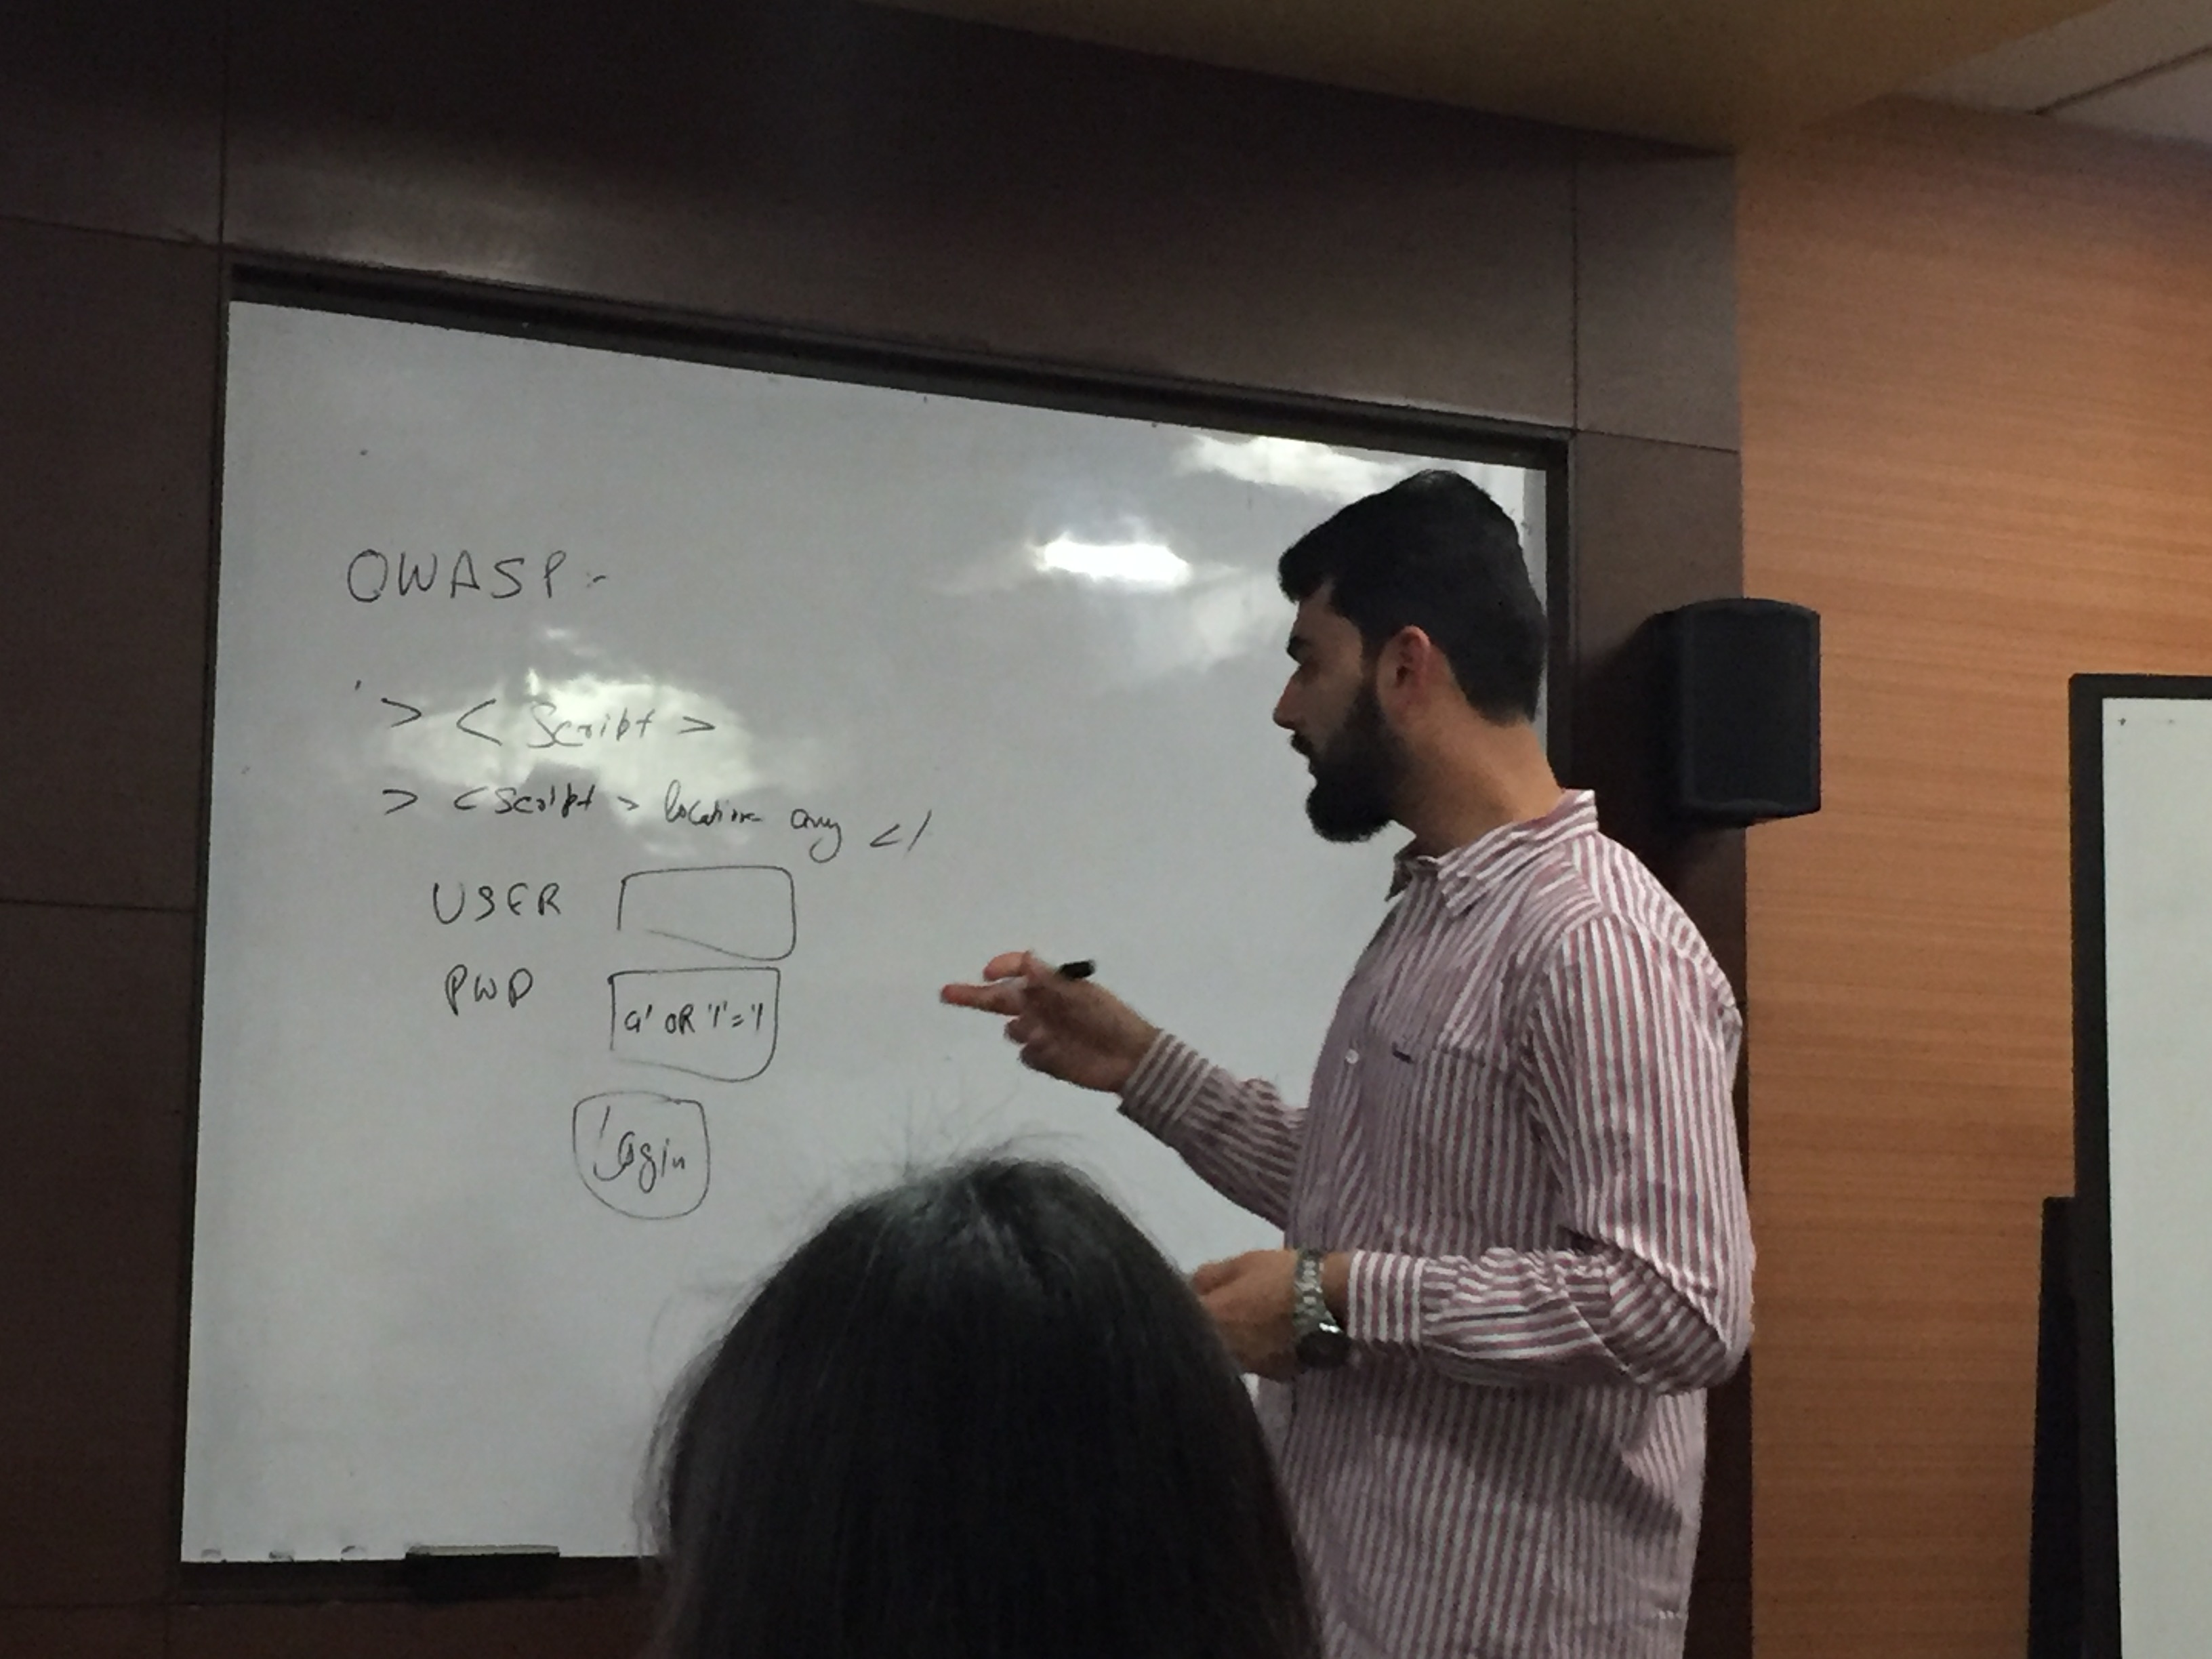 OWASP :-
' > < Script >
> < Script > location any </
USER
PWD a' OR '1'='1
Login